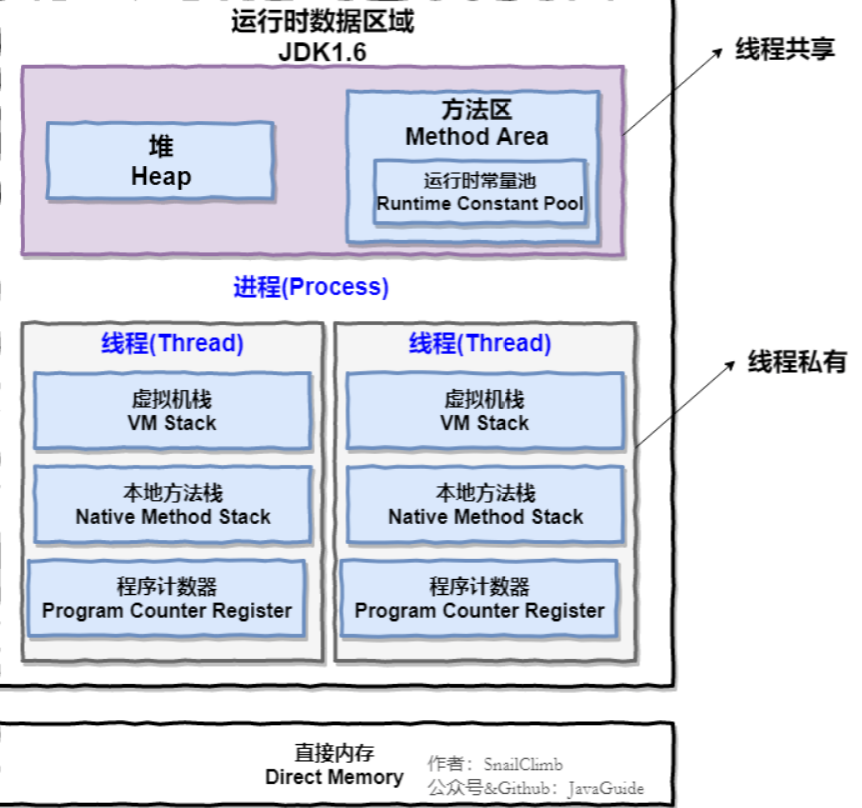 运行时数据区域
JDK1.6
线程共享
堆
Heap
方法区
Method Area
运行时常量池
Runtime Constant Pool
进程(Process)
线程(Thread)
虚拟机栈
VM Stack
本地方法栈
Native Method Stack
程序计数器
Program Counter Register
线程(Thread)
虚拟机栈
VM Stack
本地方法栈
Native Method Stack
程序计数器
Program Counter Register
线程私有
直接内存
Direct Memory
作者：SnailClimb
公众号&Github：JavaGuide